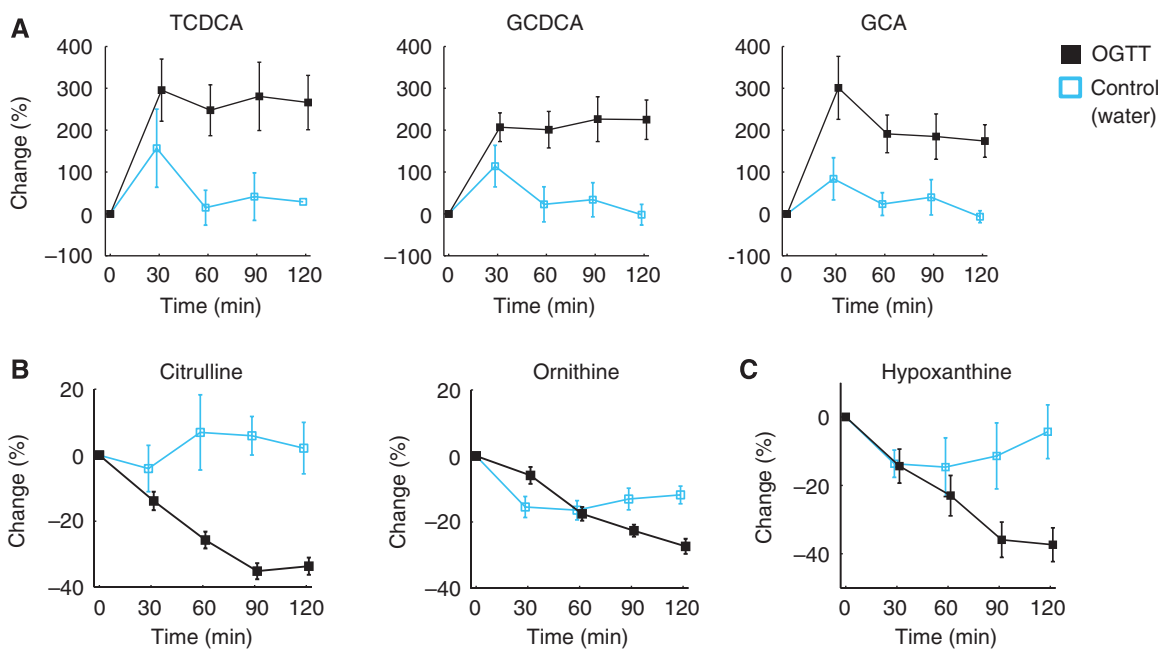 A
TCDCA
GCDCA
GCA
OGTT
Control
(water)
Change (%)
400
300
200
100
0
−100
0 30 60 90 120
Time (min)
400
300
200
100
0
−100
0 30 60 90 120
Time (min)
400
300
200
100
0
-100
0 30 60 90 120
Time (min)
B
Citrulline
Change (%)
20
0
−20
−40
0 30 60 90 120
Time (min)
Ornithine
Change (%)
20
0
−20
−40
0 30 60 90 120
Time (min)
C
Hypoxanthine
Change (%)
0
−20
−40
0 30 60 90 120
Time (min)